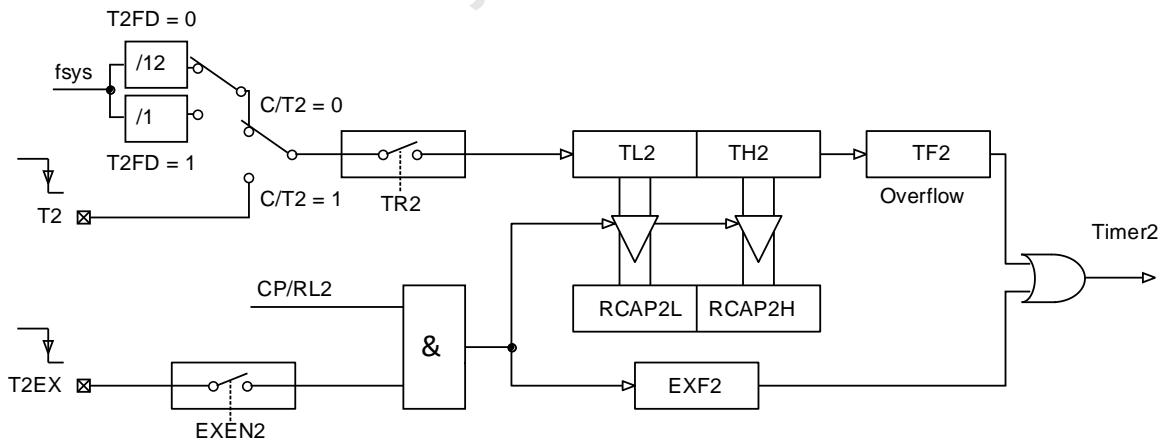 T2FD = 0
/12
fsys
C/T2 = 0
/1
T2FD = 1
TL2
TH2
TF2
Overflow
C/T2 = 1
TR2
T2
Timer2
CP/RL2
RCAP2L
RCAP2H
&
T2EX
EXF2
EXEN2